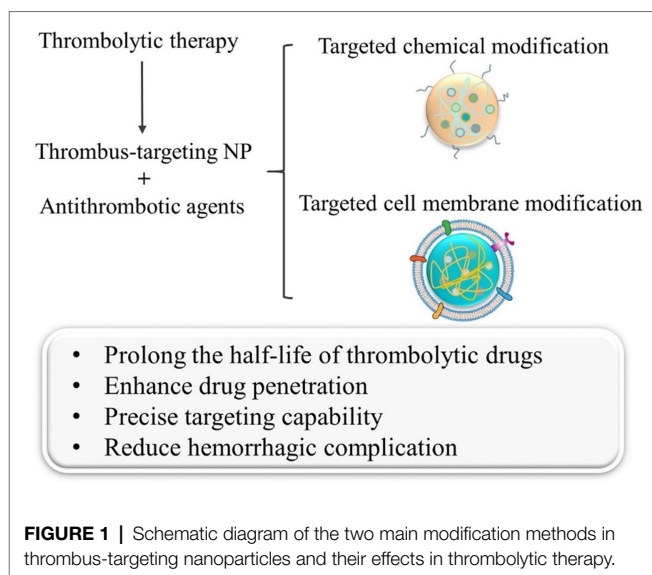 Thrombolytic therapy
Thrombus-targeting NP
+
Antithrombotic agents
Targeted chemical modification
Targeted cell membrane modification
• Prolong the half-life of thrombolytic drugs
• Enhance drug penetration
• Precise targeting capability
• Reduce hemorrhagic complication
FIGURE 1 | Schematic diagram of the two main modification methods in
thrombus-targeting nanoparticles and their effects in thrombolytic therapy.